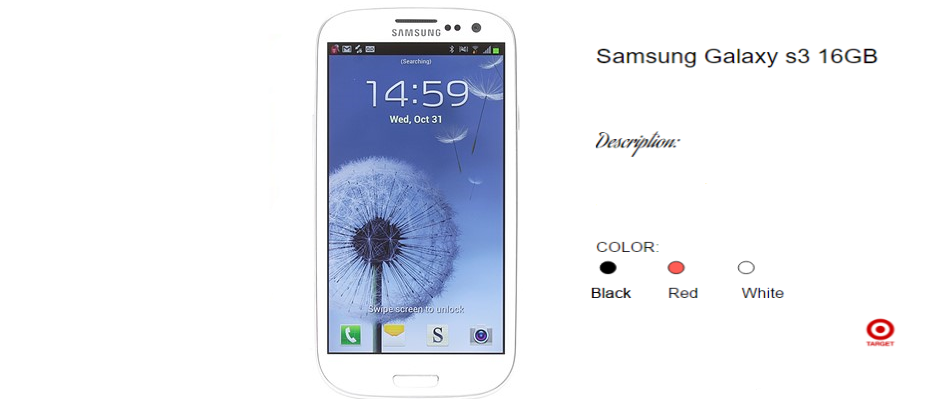 SAMSUNG
(Searching)
14:59
Wed, Oct 31
Swipe screen to unlock
S
Samsung Galaxy s3 16GB
Description:
COLOR:
Black Red White
TARGET